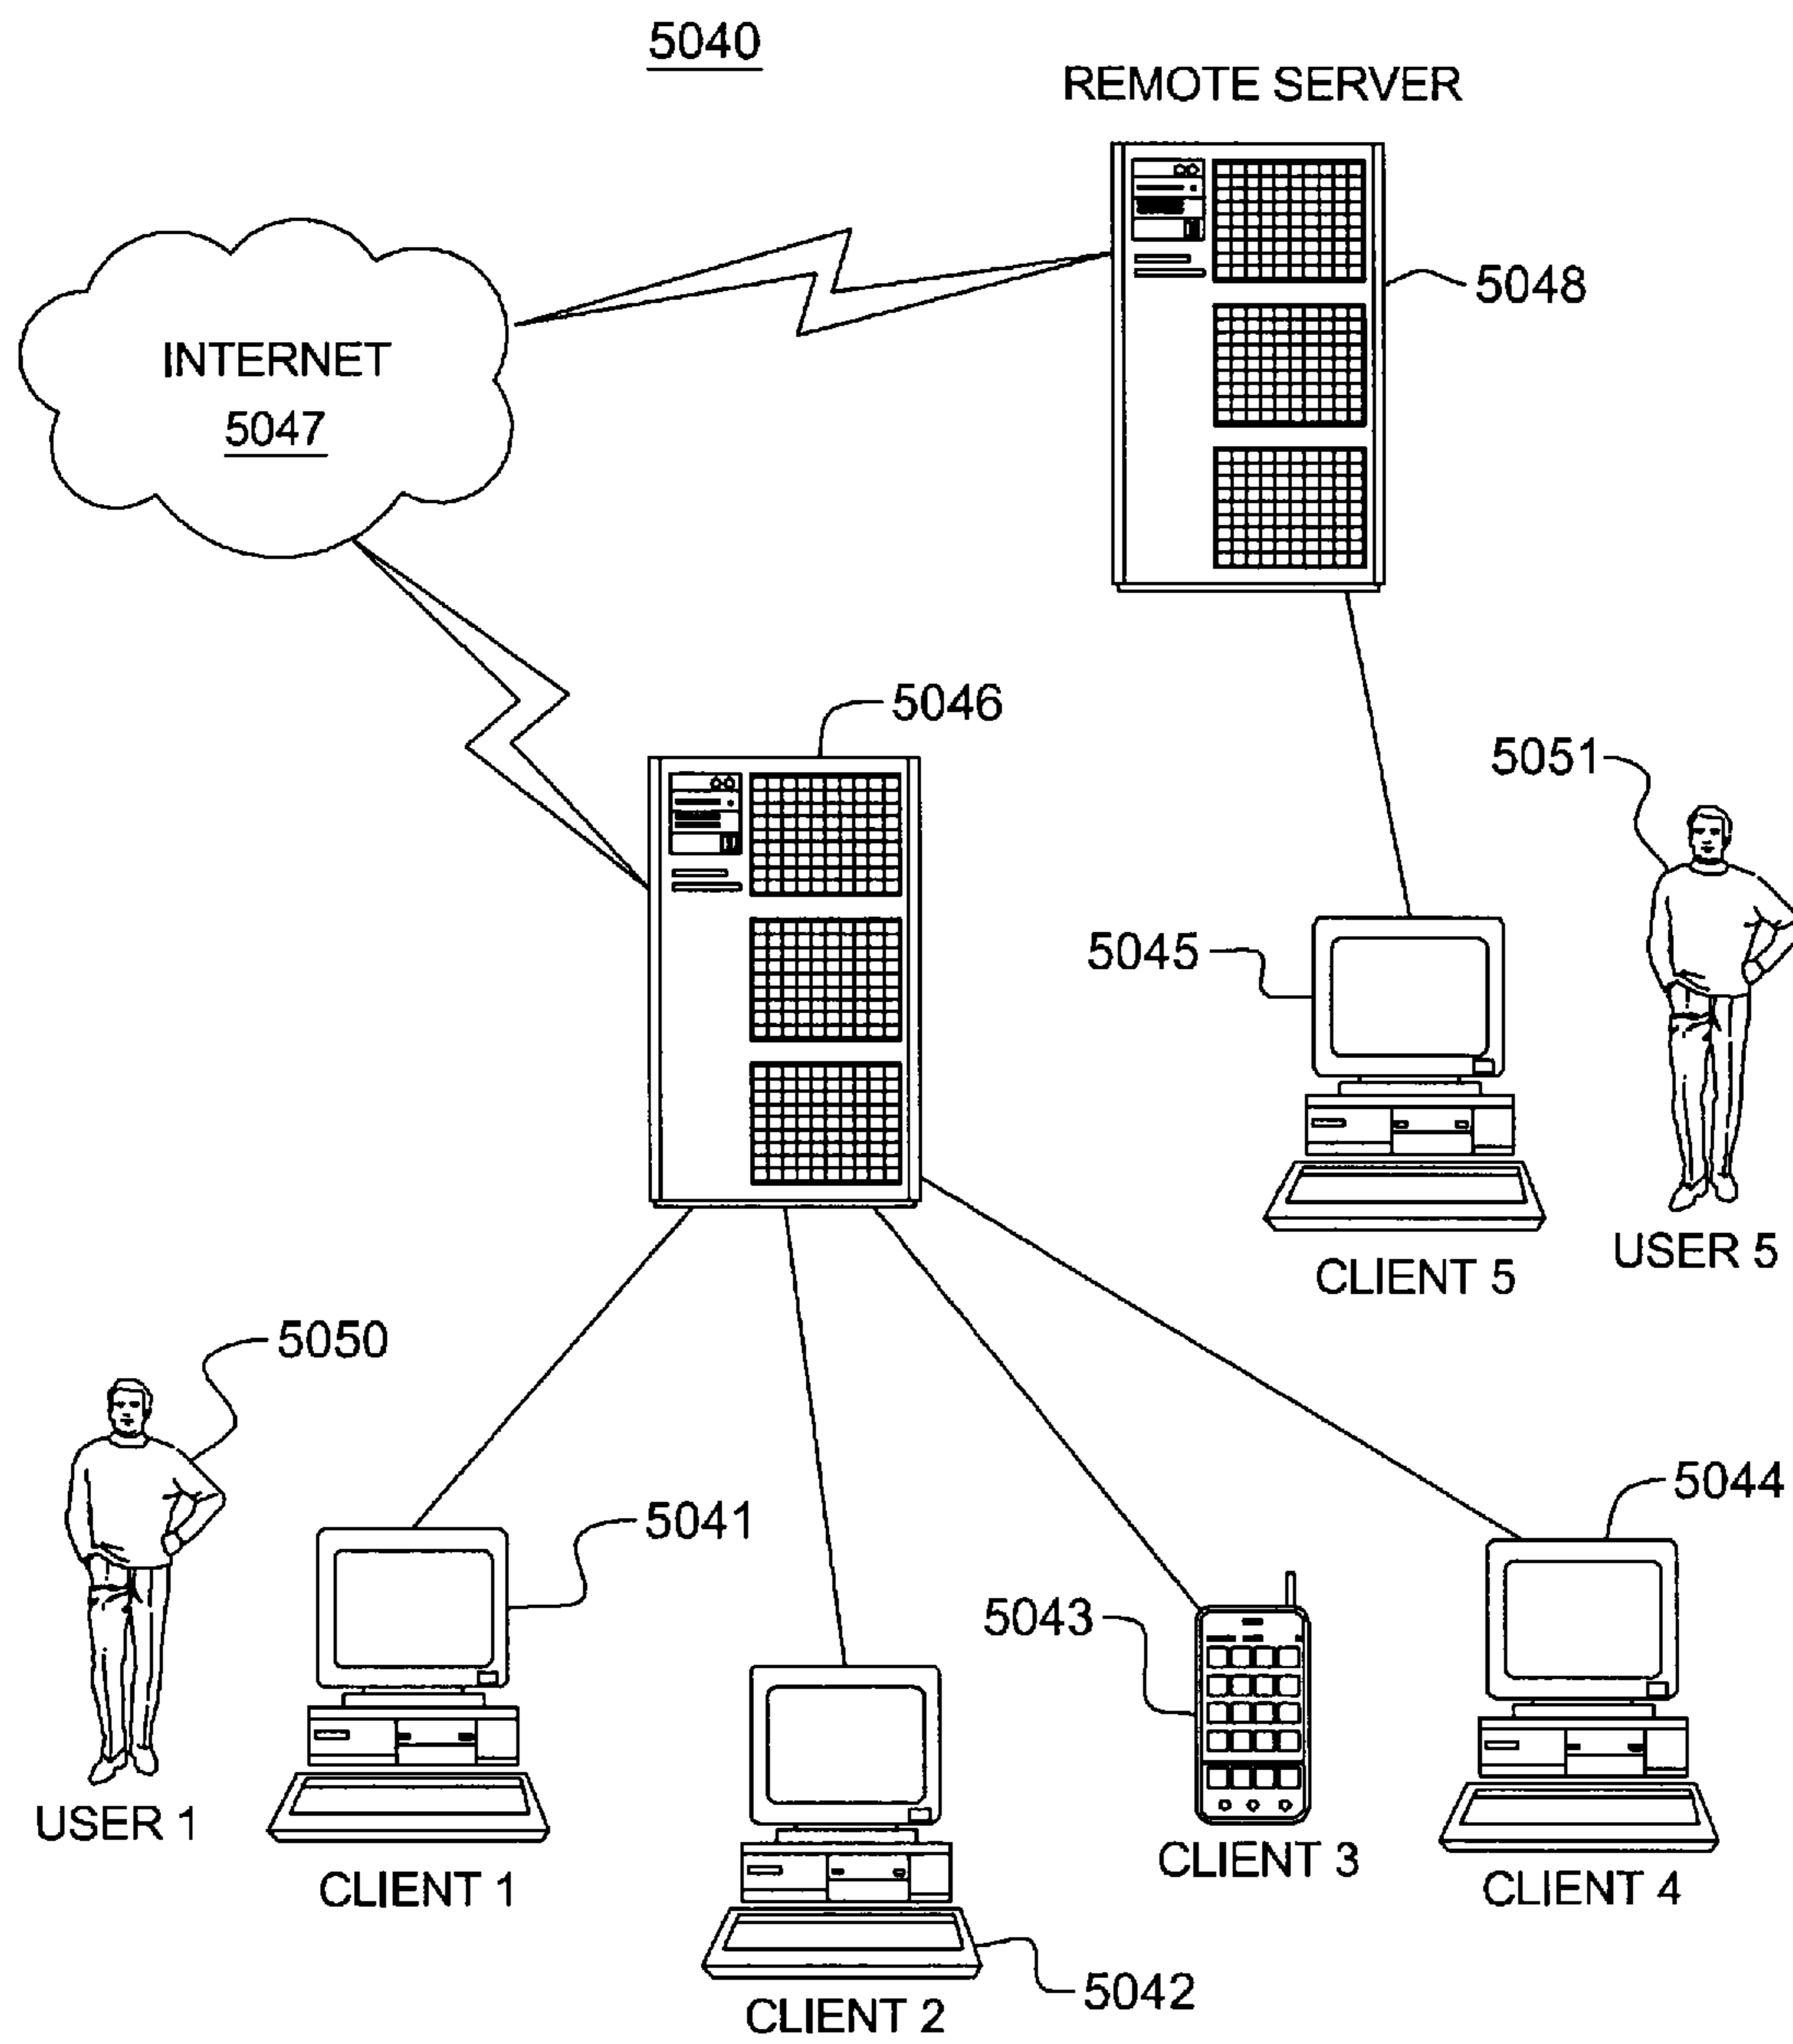 5040
REMOTE SERVER
5048
INTERNET
5047
5046
5051
5045
USER 5
CLIENT 5
5050
5041
5044
5043
USER 1
CLIENT 1
CLIENT 3
CLIENT 4
5042
CLIENT 2